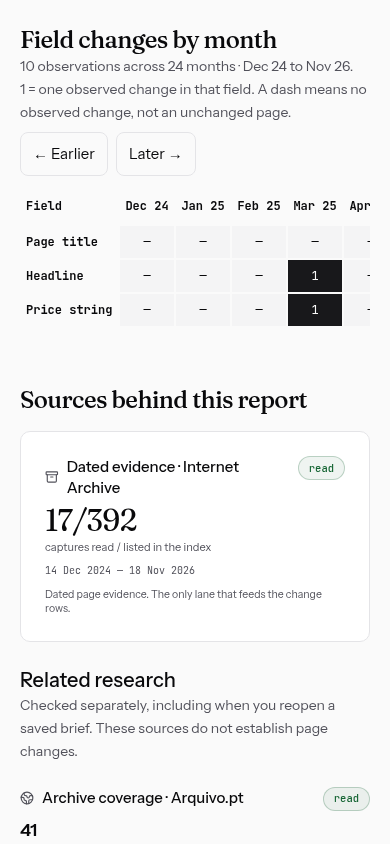 Field changes by month
10 observations across 24 months · Dec 24 to Nov 26.
1 = one observed change in that field. A dash means no
observed change, not an unchanged page.
← Earlier Later →
Field Dec 24 Jan 25 Feb 25 Mar 25 Apr
Page title — — — — —
Headline — — — 1 —
Price string — — — 1 —
Sources behind this report
Dated evidence · Internet
Archive
read
17/392
captures read / listed in the index
14 Dec 2024 — 18 Nov 2026
Dated page evidence. The only lane that feeds the change
rows.
Related research
Checked separately, including when you reopen a
saved brief. These sources do not establish page
changes.
Archive coverage · Arquivo.pt read
41